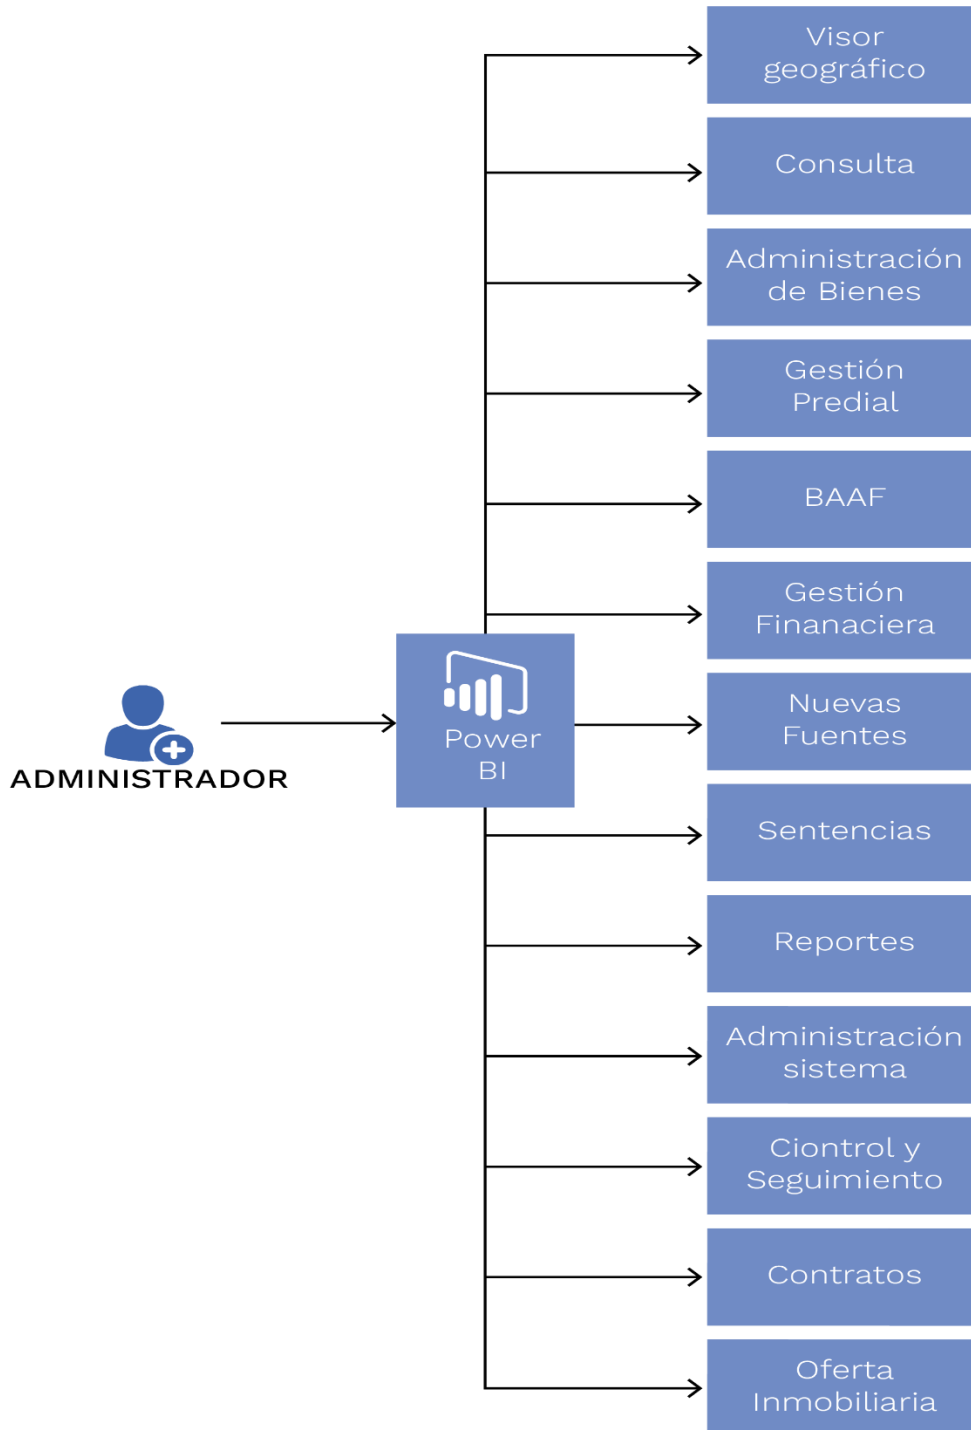 Visor
geográfico
Consulta
Administración
de Bienes
Gestión
Predial
BAAF
Gestión
Finanaciera
ADMINISTRADOR
Power
BI
Nuevas
Fuentes
Sentencias
Reportes
Administración
sistema
Ciontrol y
Seguimiento
Contratos
Oferta
Inmobiliaria